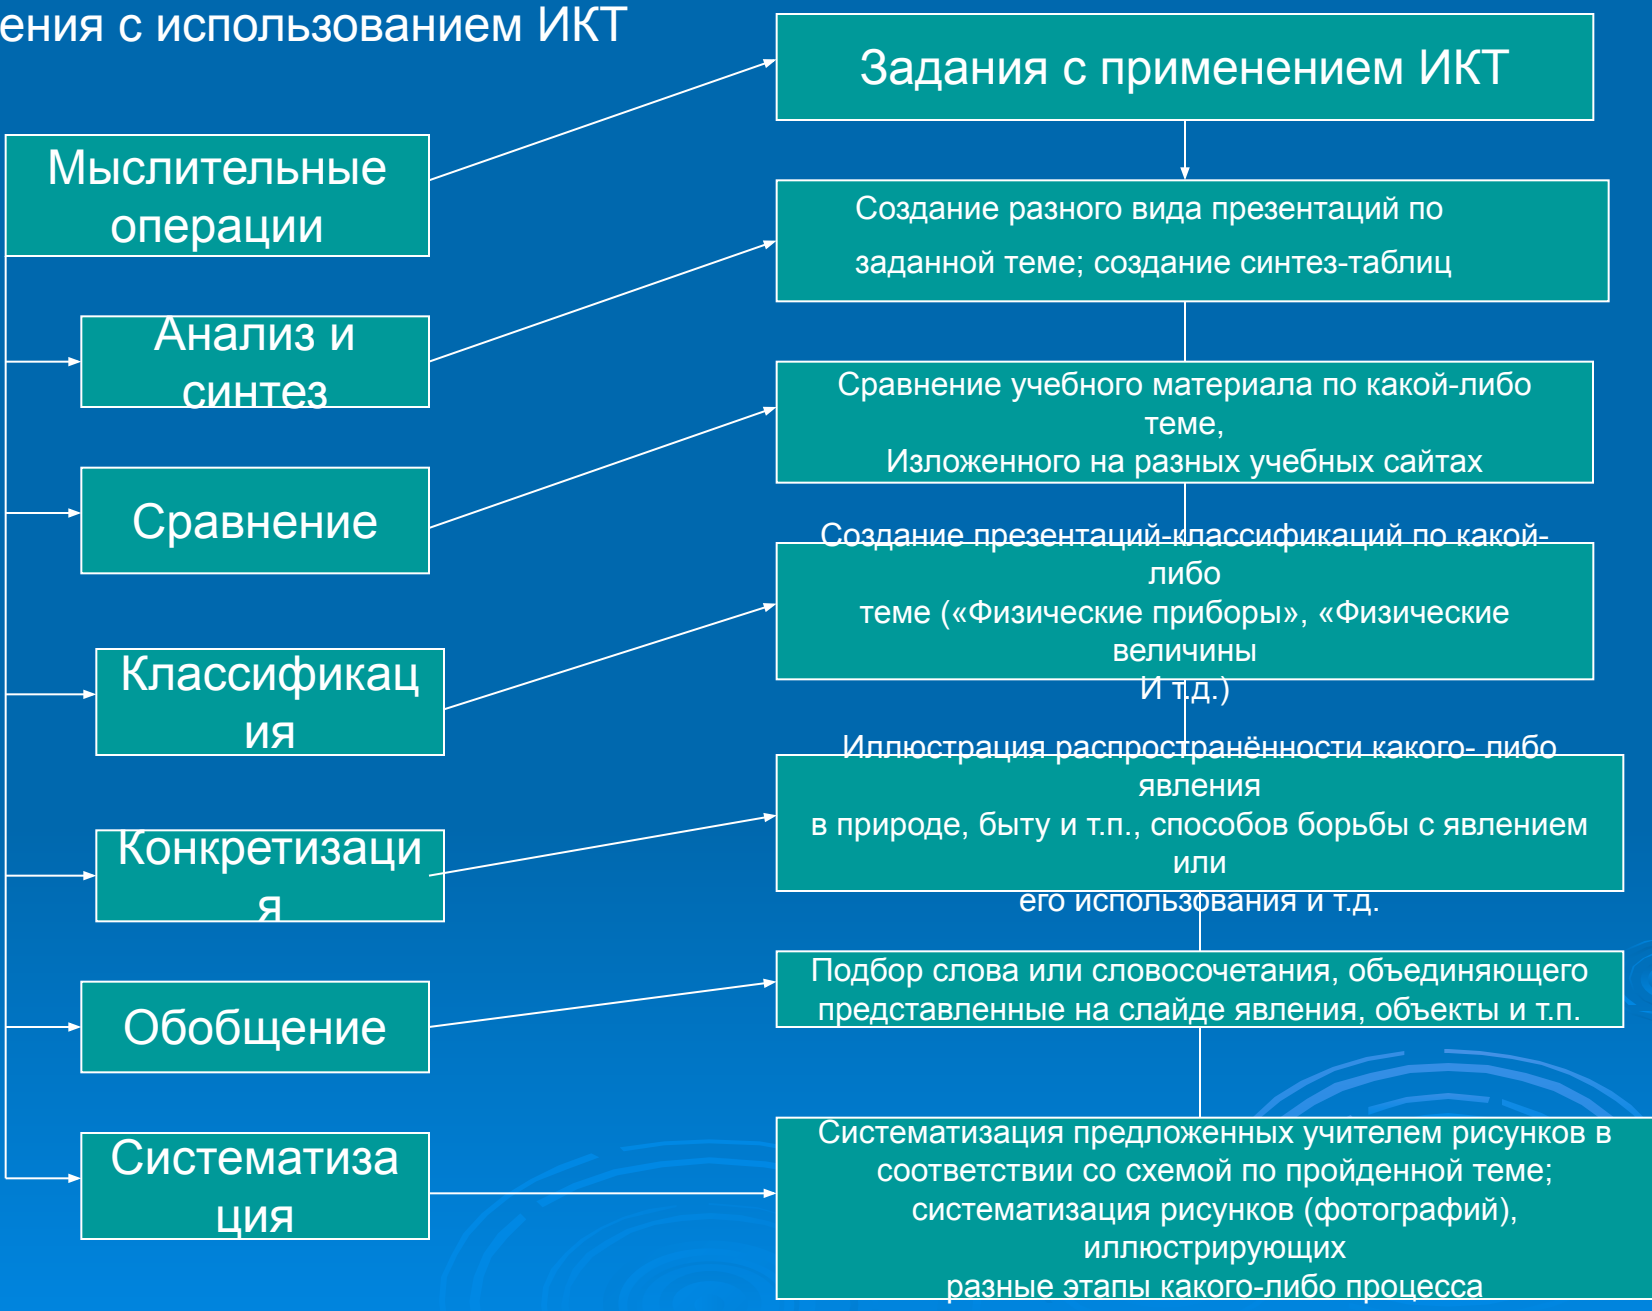 ения с использованием ИКТ
Задания с применением ИКТ
Мыслительные
операции
Создание разного вида презентаций по
заданной теме; создание синтез-таблиц
Анализ и
синтез
Сравнение учебного материала по какой-либо
теме,
Изложенного на разных учебных сайтах
Сравнение
Создание презентаций-классификаций по какой-
либо
теме («Физические приборы», «Физические
величины
И т.д.)
Классификац
ия
Иллюстрация распространённости какого- либо
явления
в природе, быту и т.п., способов борьбы с явлением
или
его использования и т.д.
Конкретизаци
я
Подбор слова или словосочетания, объединяющего
представленные на слайде явления, объекты и т.п.
Обобщение
Систематизация предложенных учителем рисунков в
соответствии со схемой по пройденной теме;
систематизация рисунков (фотографий),
иллюстрирующих
разные этапы какого-либо процесса
Систематиза
ция